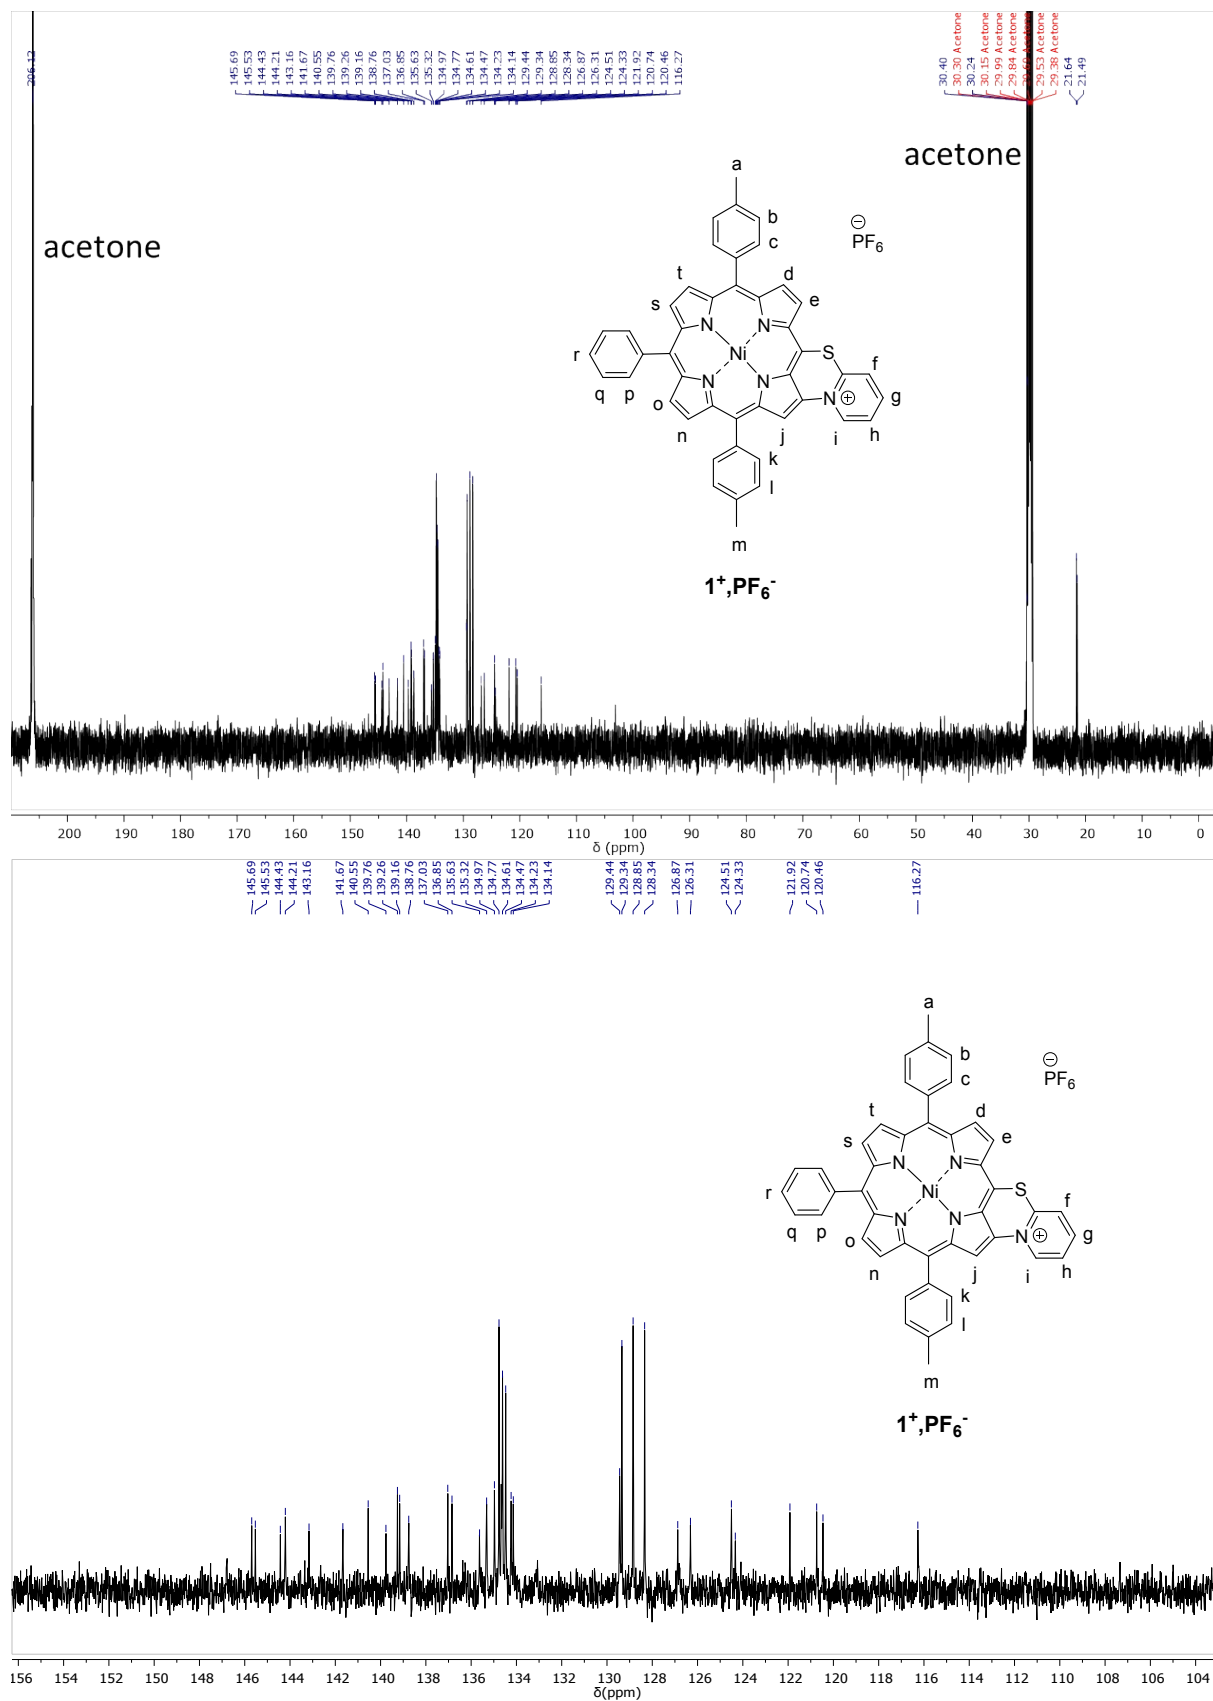 206.12
145.69
145.53
144.43
144.21
143.16
141.67
140.55
139.76
139.26
139.16
138.76
137.03
136.85
135.63
135.32
134.97
134.77
134.61
134.47
134.23
134.14
129.44
129.34
128.85
128.34
126.87
126.31
124.51
124.33
121.92
120.74
120.46
116.27
30.40
30.30 Acetone
30.24
30.15 Acetone
29.99 Acetone
29.84 Acetone
29.69 Acetone
29.53 Acetone
29.38 Acetone
21.64
21.49
acetone
acetone
a
b
c
⊖
PF6
t
d
s
e
N
N
Ni
S
r
f
N
N
N
⊕
g
q
p
o
n
j
i
h
k
l
m
1+,PF6-
200 190 180 170 160 150 140 130 120 110 100 90 80 70 60 50 40 30 20 10 0
δ (ppm)
145.69
145.53
144.43
144.21
143.16
141.67
140.55
139.76
139.26
139.16
138.76
137.03
136.85
135.63
135.32
134.97
134.77
134.61
134.47
134.23
134.14
129.44
129.34
128.85
128.34
126.87
126.31
124.51
124.33
121.92
120.74
120.46
116.27
a
b
c
⊖
PF6
t
d
s
e
N
N
Ni
S
r
f
N
N
N
⊕
g
q
p
o
n
j
i
h
k
l
m
1+,PF6-
156 154 152 150 148 146 144 142 140 138 136 134 132 130 128 126 124 122 120 118 116 114 112 110 108 106 104
δ(ppm)